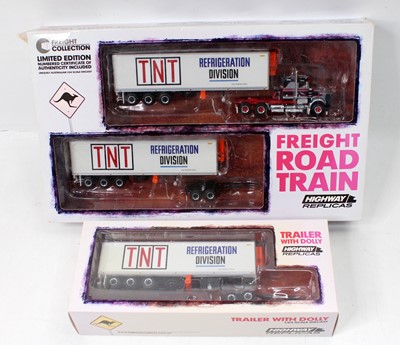 FREIGHT
COLLECTION
LIMITED EDITION
NUMBERED CERTIFICATE OF
AUTHENTICITY INCLUDED
TNT
REFRIGERATION
DIVISION
TNT
REFRIGERATION
DIVISION
FREIGHT
ROAD
TRAIN
HIGHWAY
REPLICAS
TNT
REFRIGERATION
DIVISION
TRAILER
WITH DOLLY
HIGHWAY
REPLICAS
TRAILER WITH DOLLY
HIGHWAY
REPLICAS